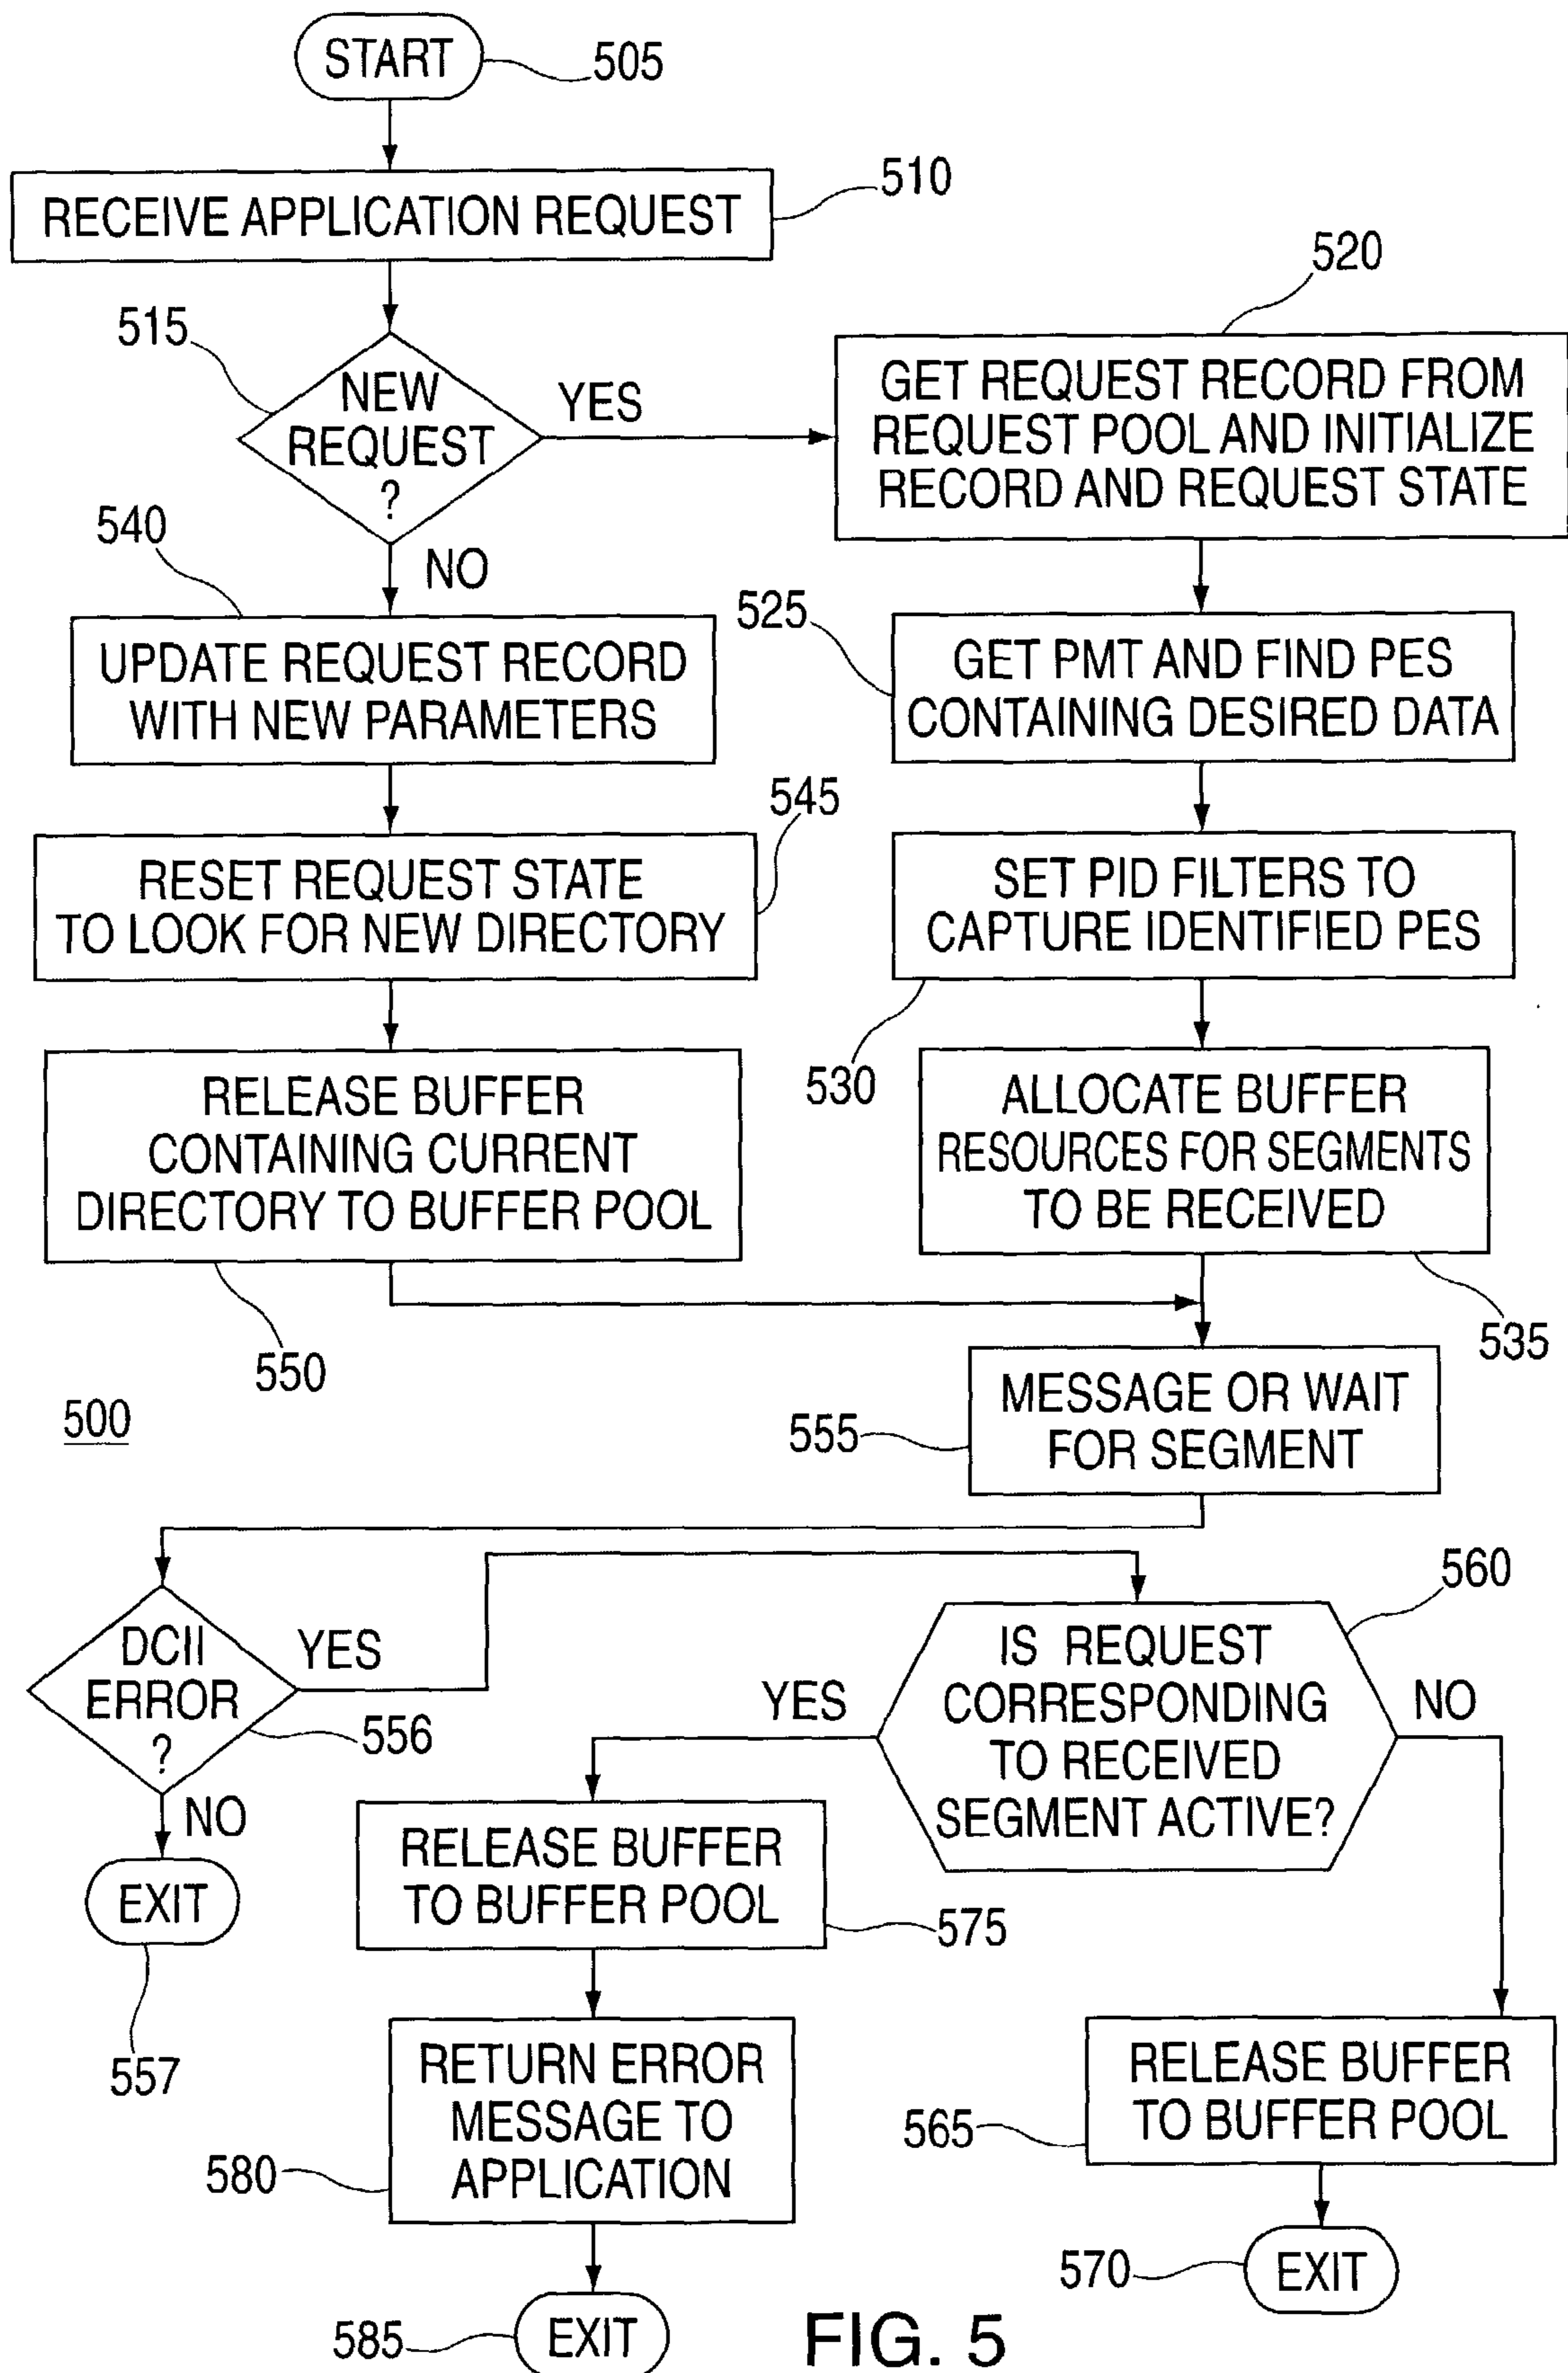 START
505
RECEIVE APPLICATION REQUEST
510
515
NEW
REQUEST
?
YES
520
GET REQUEST RECORD FROM
REQUEST POOL AND INITIALIZE
RECORD AND REQUEST STATE
NO
540
UPDATE REQUEST RECORD
WITH NEW PARAMETERS
525
GET PMT AND FIND PES
CONTAINING DESIRED DATA
545
RESET REQUEST STATE
TO LOOK FOR NEW DIRECTORY
SET PID FILTERS TO
CAPTURE IDENTIFIED PES
530
RELEASE BUFFER
CONTAINING CURRENT
DIRECTORY TO BUFFER POOL
550
ALLOCATE BUFFER
RESOURCES FOR SEGMENTS
TO BE RECEIVED
535
500
555
MESSAGE OR WAIT
FOR SEGMENT
DCII
ERROR
?
YES
556
NO
EXIT
557
560
IS REQUEST
CORRESPONDING
TO RECEIVED
SEGMENT ACTIVE?
YES
NO
RELEASE BUFFER
TO BUFFER POOL
575
RETURN ERROR
MESSAGE TO
APPLICATION
580
RELEASE BUFFER
TO BUFFER POOL
565
EXIT
570
EXIT
585
FIG. 5